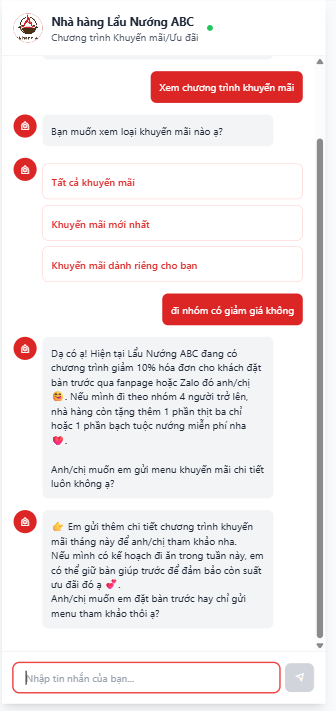 Nhà hàng Lẩu Nướng ABC
Chương trình Khuyến mãi/Ưu đãi
Xem chương trình khuyến mãi
Bạn muốn xem loại khuyến mãi nào ạ?
Tất cả khuyến mãi
Khuyến mãi mới nhất
Khuyến mãi dành riêng cho bạn
đi nhóm có giảm giá không
Dạ có ạ! Hiện tại Lẩu Nướng ABC đang có
chương trình giảm 10% hóa đơn cho khách đặt
bàn trước qua fanpage hoặc Zalo đó anh/chị
🥰. Nếu mình đi theo nhóm 4 người trở lên,
nhà hàng còn tặng thêm 1 phần thịt ba chỉ
hoặc 1 phần bạch tuộc nướng miễn phí nha
💖.
Anh/chị muốn em gửi menu khuyến mãi chi tiết
luôn không ạ?
👉 Em gửi thêm chi tiết chương trình khuyến
mãi tháng này để anh/chị tham khảo nha.
Nếu mình có kế hoạch đi ăn trong tuần này, em
có thể giữ bàn giúp trước để đảm bảo còn suất
ưu đãi đó ạ 💕.
Anh/chị muốn em đặt bàn trước hay chỉ gửi
menu tham khảo thôi ạ?
Nhập tin nhắn của bạn...